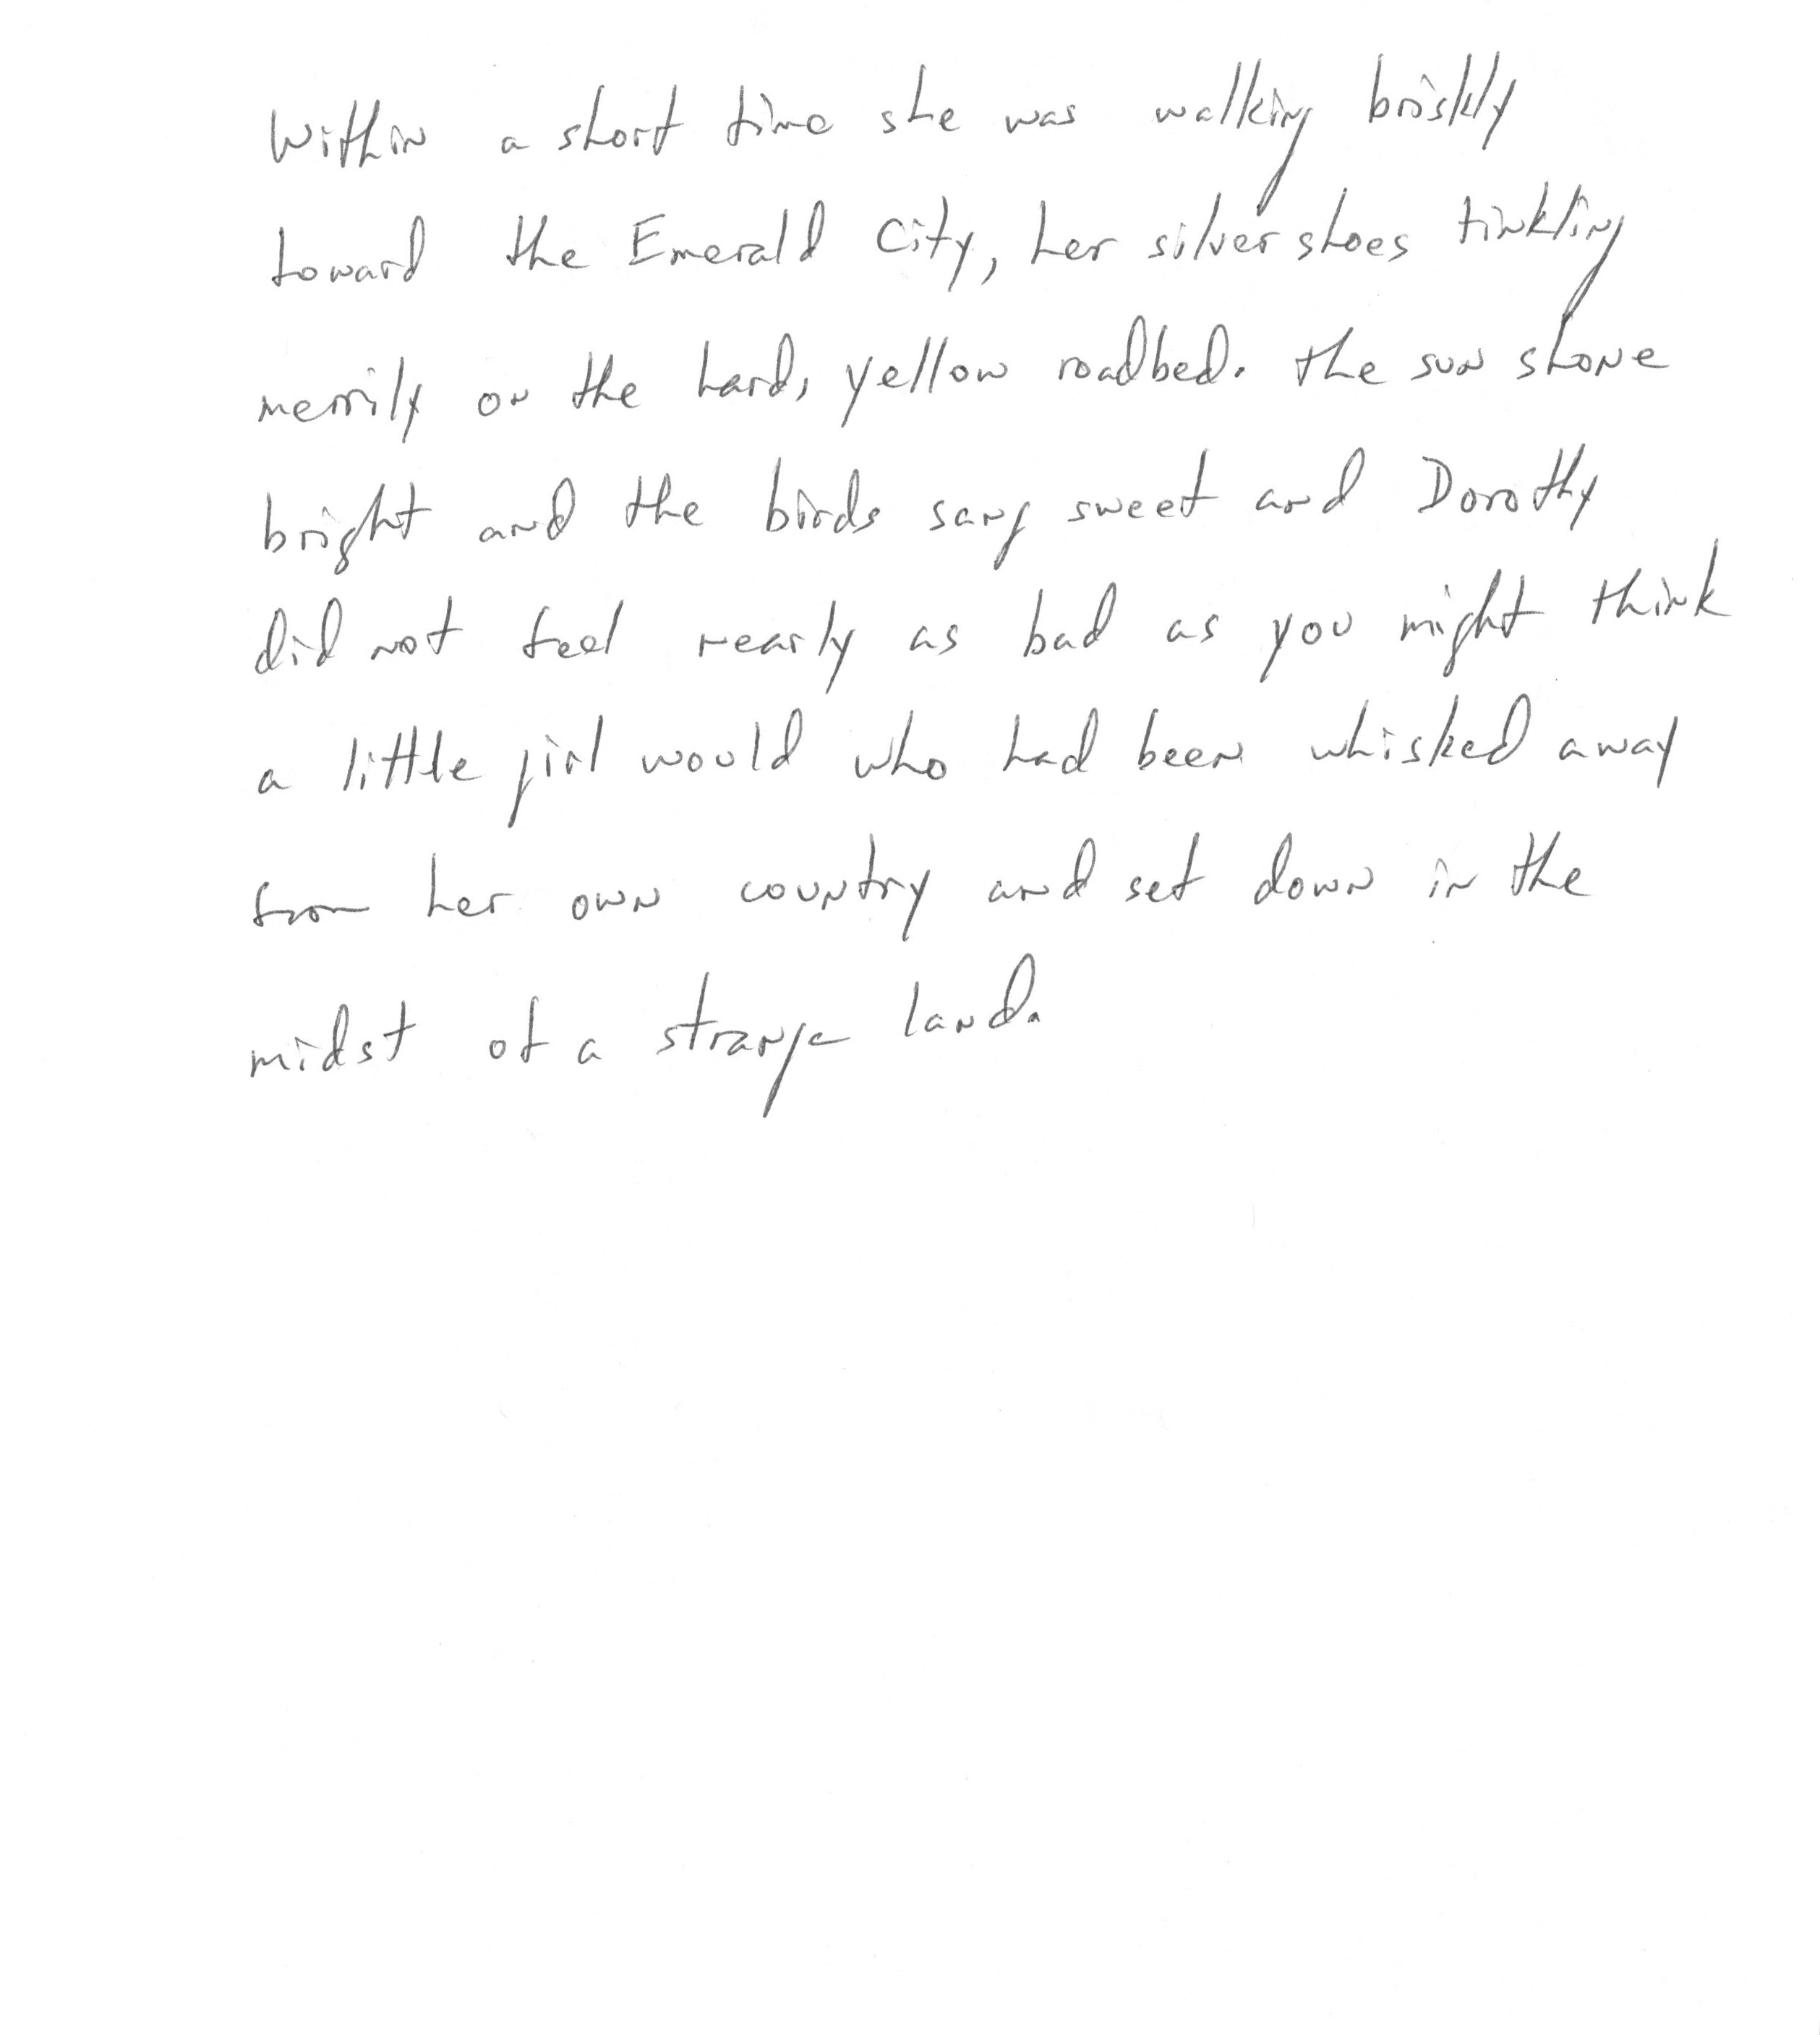 Within a short time she was walking briskly
toward the Emerald City, her silver shoes tinkling
merrily on the hard, yellow roadbed. The sun shone
bright and the birds sang sweet and Dorothy
did not feel nearly as bad as you might think
a little girl would who had been whisked away
from her own country and set down in the
midst of a strange land.